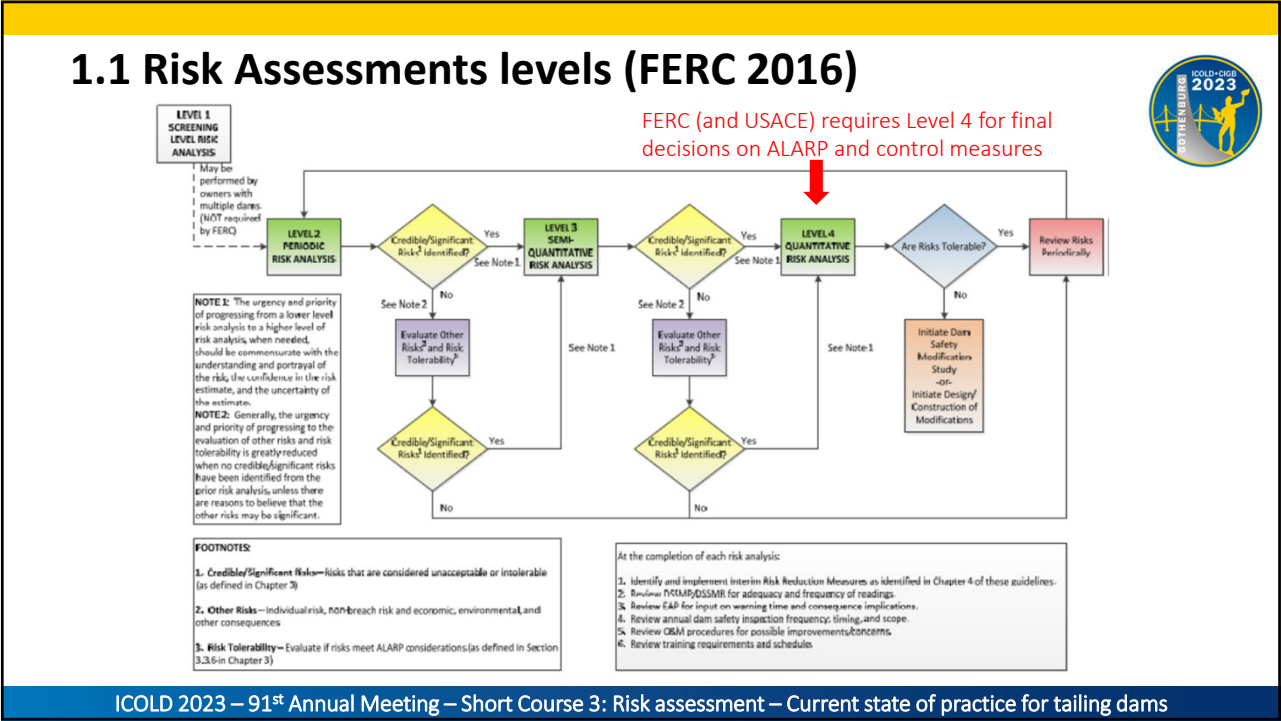 1.1 Risk Assessments levels (FERC 2016)
ICOLD•CIGB
2023
GOTHENBURG
FERC (and USACE) requires Level 4 for final
decisions on ALARP and control measures
LEVEL 1
SCREENING
LEVEL RISK
ANALYSIS
May be
performed by
owners with
multiple dams.
(NOT required
by FERC)
LEVEL 2
PERIODIC
RISK ANALYSIS
Credible/Significant
Risks¹ Identified?
Yes
See Note 1
LEVEL 3
SEMI-
QUANTITATIVE
RISK ANALYSIS
Credible/Significant
Risks¹ Identified?
Yes
See Note 1
LEVEL 4
QUANTITATIVE
RISK ANALYSIS
Are Risks Tolerable?
Yes
Review Risks
Periodically
No
See Note 2
No
See Note 2
No
Evaluate Other
Risks² and Risk
Tolerability³
See Note 1
Evaluate Other
Risks² and Risk
Tolerability³
See Note 1
Initiate Dam
Safety
Modification
Study
-or-
Initiate Design/
Construction of
Modifications
Credible/Significant
Risks¹ Identified?
Yes
Credible/Significant
Risks¹ Identified?
Yes
No
No
NOTE 1: The urgency and priority
of progressing from a lower level
risk analysis to a higher level of
risk analysis, when needed,
should be commensurate with the
understanding and portrayal of
the risk, the confidence in the risk
estimate, and the uncertainty of
the estimate.
NOTE 2: Generally, the urgency
and priority of progressing to the
evaluation of other risks and risk
tolerability is greatly reduced
when no credible/significant risks
have been identified from the
prior risk analysis, unless there
are reasons to believe that the
other risks may be significant.
FOOTNOTES:
1. Credible/Significant Risks—Risks that are considered unacceptable or intolerable
(as defined in Chapter 3)
2. Other Risks—Individual risk, non-breach risk and economic, environmental, and
other consequences
3. Risk Tolerability—Evaluate if risks meet ALARP considerations (as defined in Section
3.3.6 in Chapter 3)
At the completion of each risk analysis:
1. Identify and implement Interim Risk Reduction Measures as identified in Chapter 4 of these guidelines.
2. Review DSSMP/DSSMR for adequacy and frequency of readings.
3. Review EAP for input on warning time and consequence implications.
4. Review annual dam safety inspection frequency, timing, and scope.
5. Review O&M procedures for possible improvements/concerns.
6. Review training requirements and schedules
ICOLD 2023 – 91st Annual Meeting – Short Course 3: Risk assessment – Current state of practice for tailing dams